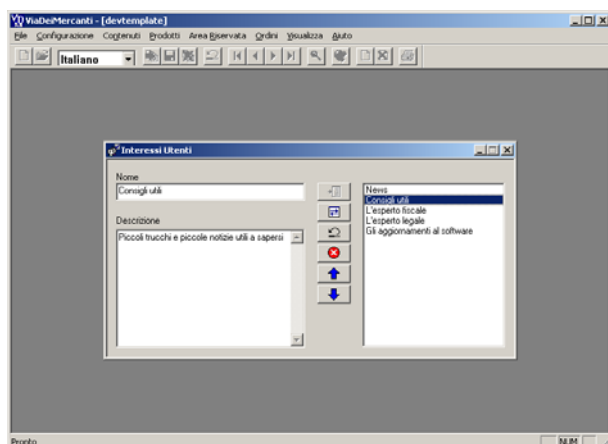 ViaDeiMercanti - [devtemplate]
File Configurazione Contenuti Prodotti Area Riservata Ordini Visualizza Aiuto
Italiano
Interessi Utenti
Nome
Consigli utili
Descrizione
Piccoli trucchi e piccole notizie utili a sapersi
News
Consigli utili
L'esperto fiscale
L'esperto legale
Gli aggiornamenti al software
Pronto
NUM